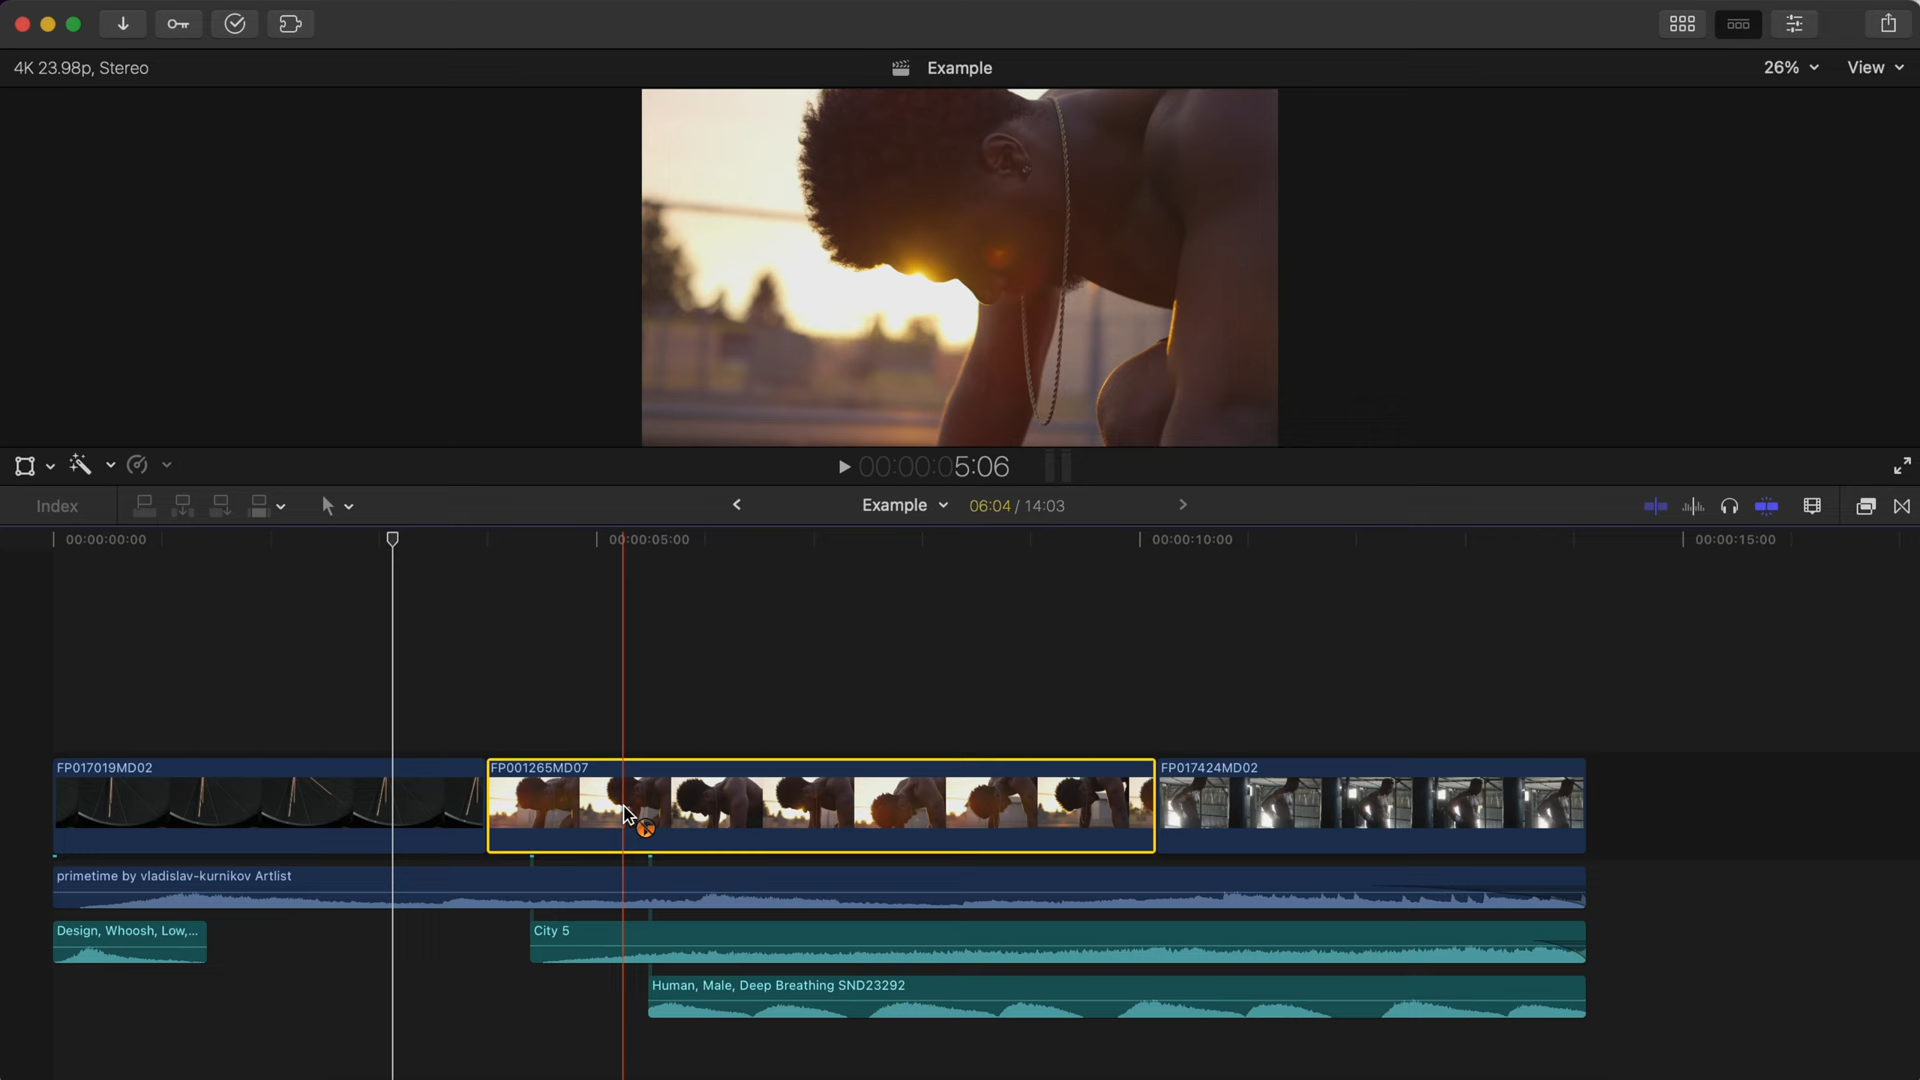 4K 23.98p, Stereo
Example
26%
View
00:00:05:06
Index
Example
06:04 / 14:03
00:00:00:00
00:00:05:00
00:00:10:00
00:00:15:00
FP017019MD02
FP001265MD07
FP017424MD02
primetime by vladislav-kurnikov Artlist
Design, Whoosh, Low,...
City 5
Human, Male, Deep Breathing SND23292